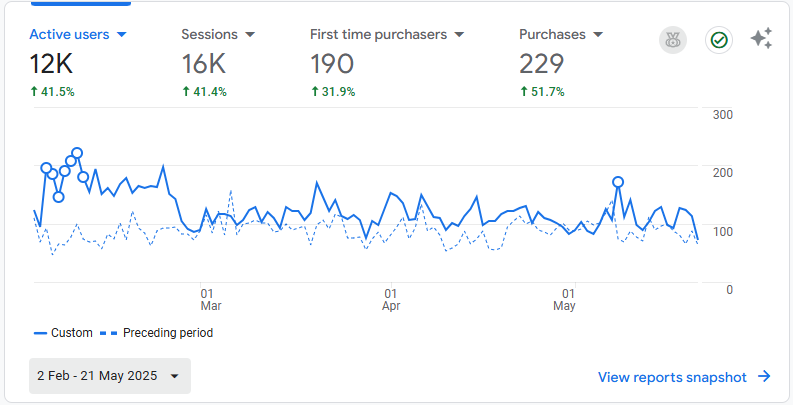 Active users
Sessions
First time purchasers
Purchases
12K
16K
190
229
41.5%
41.4%
31.9%
51.7%
300
200
100
0
01
Mar
01
Apr
01
May
Custom
Preceding period
2 Feb - 21 May 2025
View reports snapshot